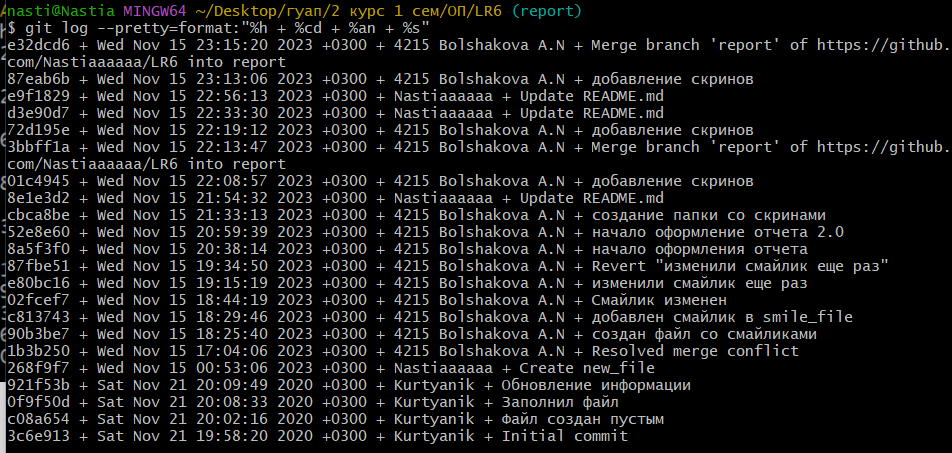 nasti@Nastia MINGW64 ~/Desktop/гуап/2 курс 1 сем/ОП/LR6 (report)
$ git log --pretty=format:"%h + %cd + %an + %s"
e32dcd6 + Wed Nov 15 23:15:20 2023 +0300 + 4215 Bolshakova A.N + Merge branch 'report' of https://github.
com/Nastiaaaaaa/LR6 into report
87eab6b + Wed Nov 15 23:13:06 2023 +0300 + 4215 Bolshakova A.N + добавление скринов
e9f1829 + Wed Nov 15 22:56:13 2023 +0300 + Nastiaaaaaa + Update README.md
d3e90d7 + Wed Nov 15 22:33:30 2023 +0300 + Nastiaaaaaa + Update README.md
72d195e + Wed Nov 15 22:19:12 2023 +0300 + 4215 Bolshakova A.N + добавление скринов
3bbff1a + Wed Nov 15 22:13:47 2023 +0300 + 4215 Bolshakova A.N + Merge branch 'report' of https://github.
com/Nastiaaaaaa/LR6 into report
01c4945 + Wed Nov 15 22:08:57 2023 +0300 + 4215 Bolshakova A.N + добавление скринов
8e1e3d2 + Wed Nov 15 21:54:32 2023 +0300 + Nastiaaaaaa + Update README.md
cbca8be + Wed Nov 15 21:33:13 2023 +0300 + 4215 Bolshakova A.N + создание папки со скринами
52e8e60 + Wed Nov 15 20:59:39 2023 +0300 + 4215 Bolshakova A.N + начало оформление отчета 2.0
8a5f3f0 + Wed Nov 15 20:38:14 2023 +0300 + 4215 Bolshakova A.N + начало оформления отчета
87fbe51 + Wed Nov 15 19:34:50 2023 +0300 + 4215 Bolshakova A.N + Revert "изменили смайлик еще раз"
e80bc16 + Wed Nov 15 19:15:19 2023 +0300 + 4215 Bolshakova A.N + изменили смайлик еще раз
02fcef7 + Wed Nov 15 18:44:19 2023 +0300 + 4215 Bolshakova A.N + Смайлик изменен
c813743 + Wed Nov 15 18:29:46 2023 +0300 + 4215 Bolshakova A.N + добавлен смайлик в smile_file
90b3be7 + Wed Nov 15 18:25:40 2023 +0300 + 4215 Bolshakova A.N + создан файл со смайликами
1b3b250 + Wed Nov 15 17:04:06 2023 +0300 + 4215 Bolshakova A.N + Resolved merge conflict
268f9f7 + Wed Nov 15 00:53:06 2023 +0300 + Nastiaaaaaa + Create new_file
921f53b + Sat Nov 21 20:09:49 2020 +0300 + Kurtyanik + Обновление информации
0f9f50d + Sat Nov 21 20:08:33 2020 +0300 + Kurtyanik + Заполнил файл
c08a654 + Sat Nov 21 20:02:16 2020 +0300 + Kurtyanik + файл создан пустым
3c6e913 + Sat Nov 21 19:58:20 2020 +0300 + Kurtyanik + Initial commit